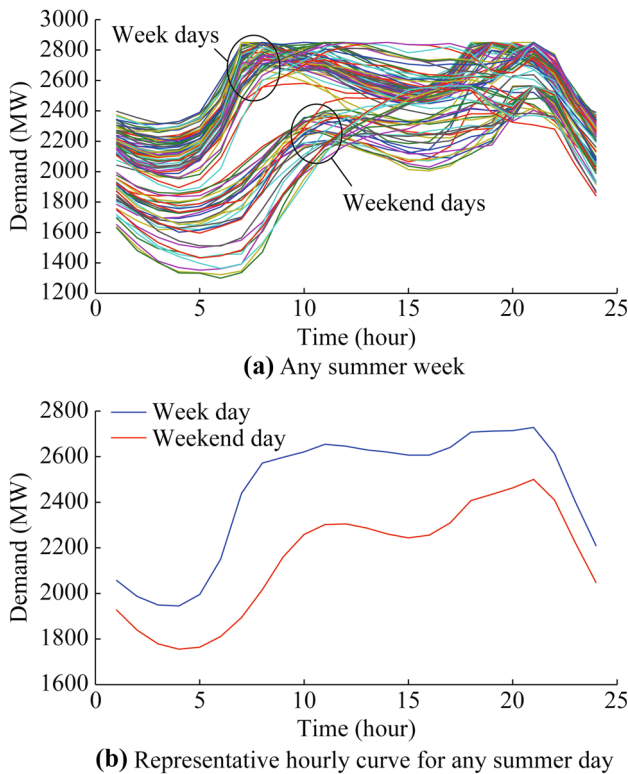 3000
2800
2600
2400
2200
2000
1800
1600
1400
1200
Demand (MW)
Week days
Weekend days
0 5 10 15 20 25
Time (hour)
(a) Any summer week
2800
2600
2400
2200
2000
1800
1600
Demand (MW)
Week day
Weekend day
0 5 10 15 20 25
Time (hour)
(b) Representative hourly curve for any summer day